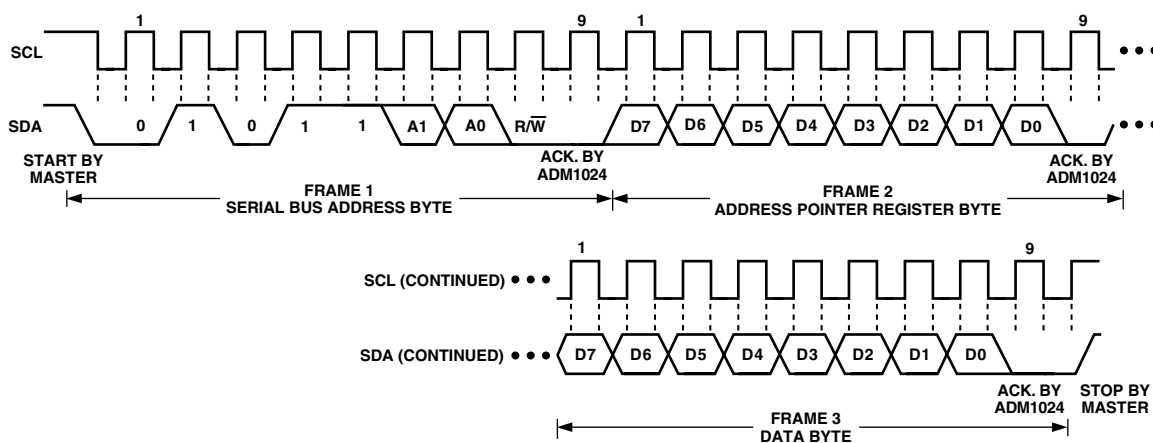 1 9 1 9
SCL
SDA 0 1 0 1 1 A1 A0 R/W̅ D7 D6 D5 D4 D3 D2 D1 D0
START BY
MASTER
ACK. BY
ADM1024
ACK. BY
ADM1024
FRAME 1
SERIAL BUS ADDRESS BYTE
FRAME 2
ADDRESS POINTER REGISTER BYTE
1 9
SCL (CONTINUED)
SDA (CONTINUED) D7 D6 D5 D4 D3 D2 D1 D0
ACK. BY
ADM1024
STOP BY
MASTER
FRAME 3
DATA BYTE